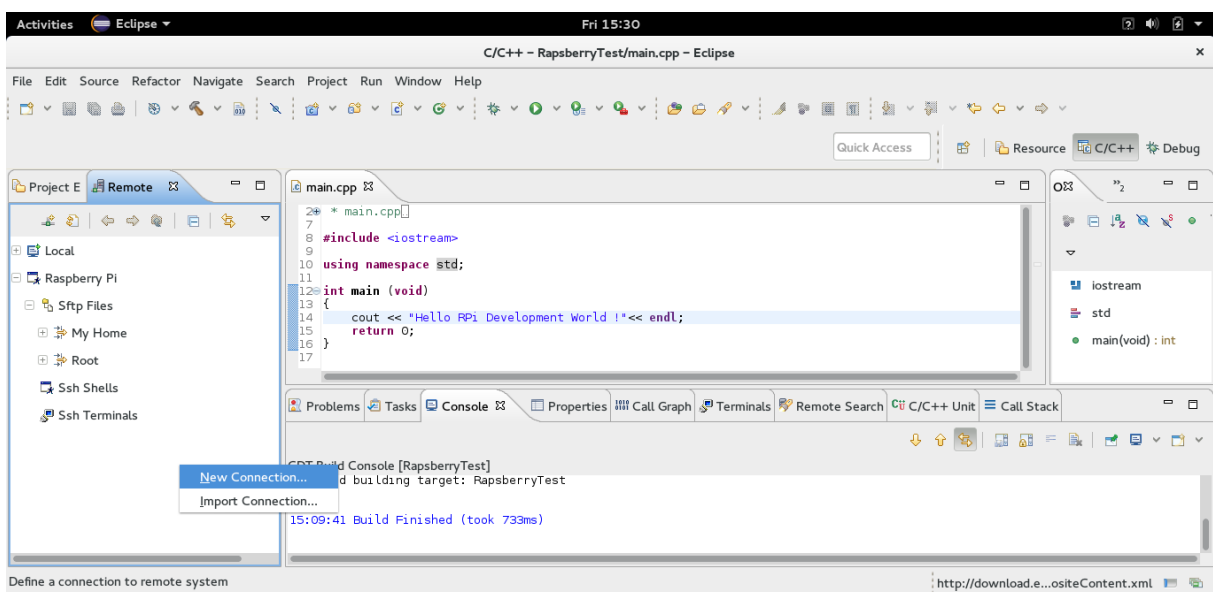 Activities Eclipse Fri 15:30
C/C++ – RapsberryTest/main.cpp – Eclipse
File Edit Source Refactor Navigate Search Project Run Window Help
Quick Access Resource C/C++ Debug
Project E Remote
main.cpp
2 * main.cpp
7
8 #include <iostream>
9
10 using namespace std;
11
12 int main (void)
13 {
14 cout << "Hello RPi Development World !"<< endl;
15 return 0;
16 }
17
Local
Raspberry Pi
Sftp Files
My Home
Root
Ssh Shells
Ssh Terminals
iostream
std
main(void) : int
Problems Tasks Console Properties Call Graph Terminals Remote Search C/C++ Unit Call Stack
CDT Build Console [RapsberryTest]
d building target: RapsberryTest
15:09:41 Build Finished (took 733ms)
New Connection...
Import Connection...
Define a connection to remote system
http://download.e...ositeContent.xml